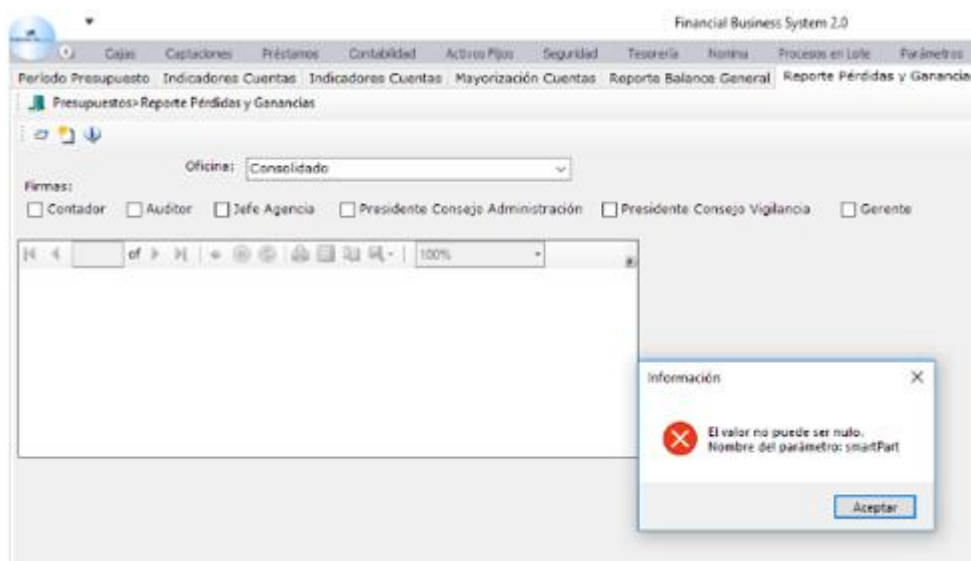 Financial Business System 2.0
Cajas Captaciones Préstamos Contabilidad Activos Fijos Seguridad Tesorería Nomina Procesos en Lote Parámetros
Período Presupuesto Indicadores Cuentas Indicadores Cuentas Mayorización Cuentas Reporte Balance General Reporte Pérdidas y Ganancia
Presupuestos>Reporte Pérdidas y Ganancias
Oficina: Consolidado
Firmas:
Contador Auditor Jefe Agencia Presidente Consejo Administración Presidente Consejo Vigilancia Gerente
of 100%
Información
El valor no puede ser nulo.
Nombre del parámetro: smartPart
Aceptar